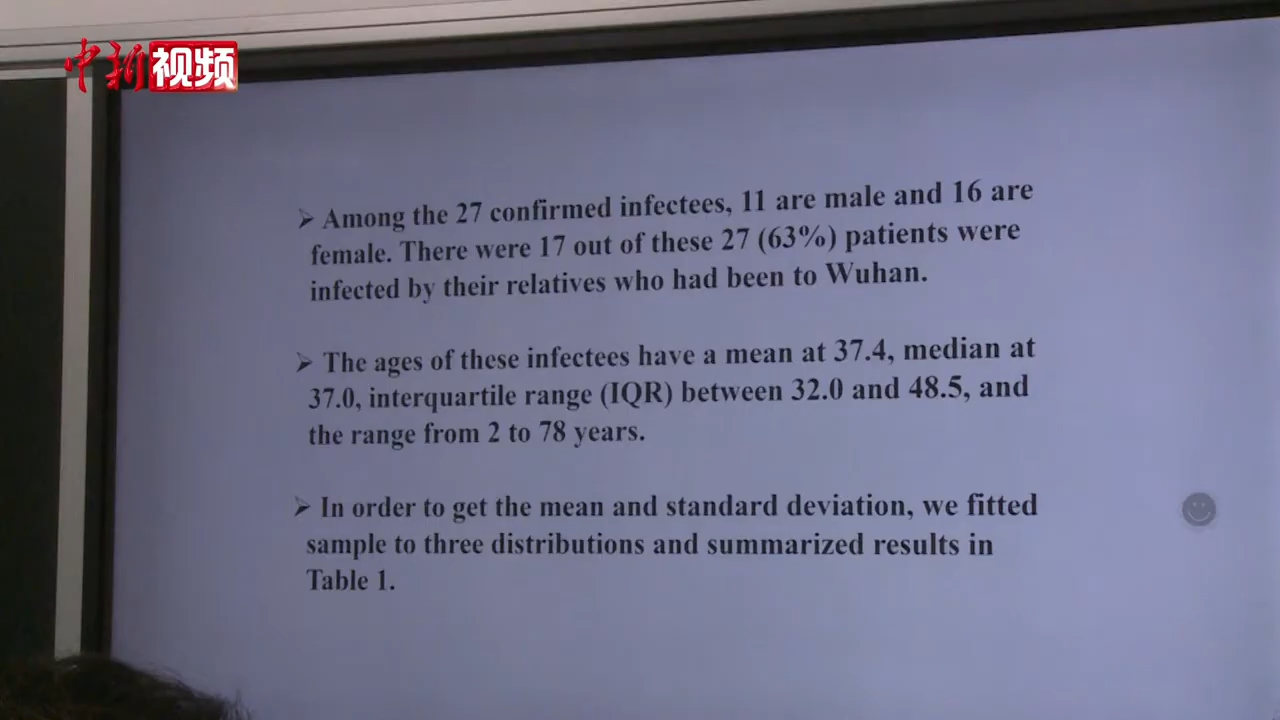 中新视频
➢ Among the 27 confirmed infectees, 11 are male and 16 are
female. There were 17 out of these 27 (63%) patients were
infected by their relatives who had been to Wuhan.
➢ The ages of these infectees have a mean at 37.4, median at
37.0, interquartile range (IQR) between 32.0 and 48.5, and
the range from 2 to 78 years.
➢ In order to get the mean and standard deviation, we fitted
sample to three distributions and summarized results in
Table 1.